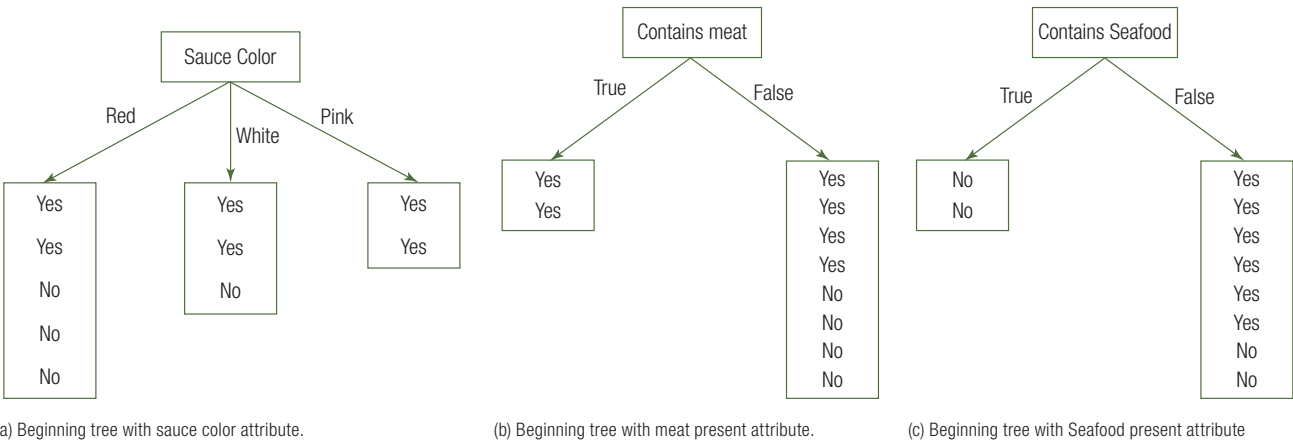 Sauce Color
Red
White
Pink
Yes
Yes
No
No
No
Yes
Yes
No
Yes
Yes
a) Beginning tree with sauce color attribute.
Contains meat
True
False
Yes
Yes
Yes
Yes
Yes
Yes
No
No
No
No
(b) Beginning tree with meat present attribute.
Contains Seafood
True
False
No
No
Yes
Yes
Yes
Yes
Yes
Yes
No
No
(c) Beginning tree with Seafood present attribute